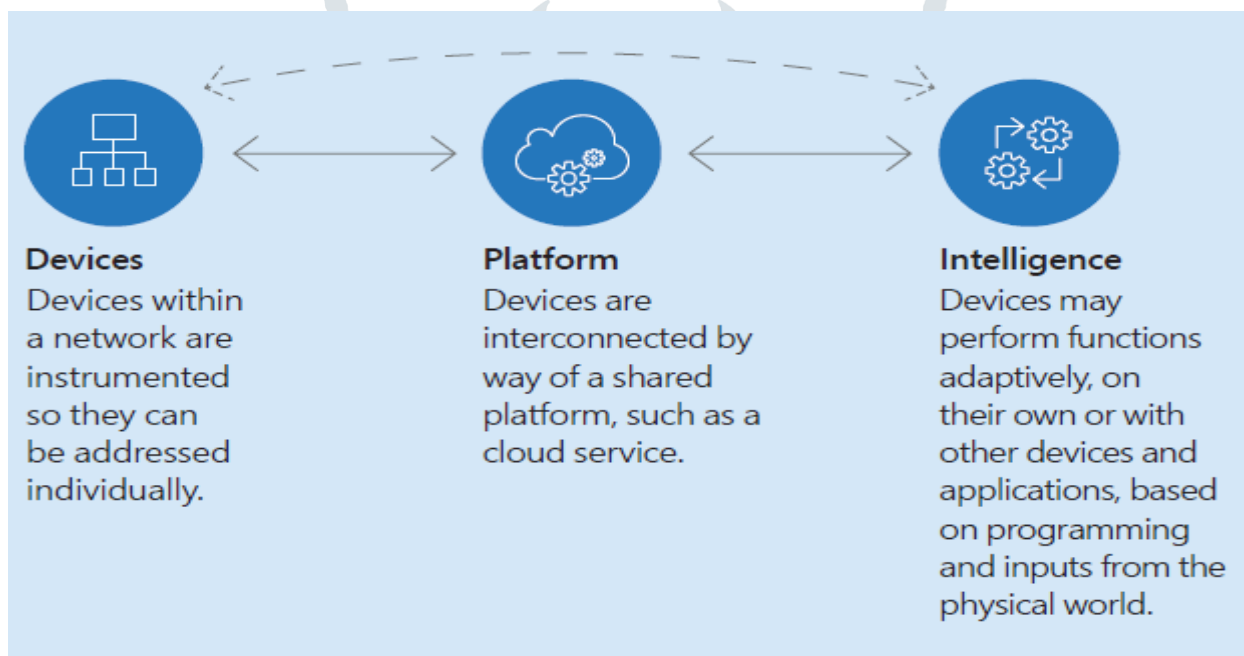 Devices
Devices within
a network are
instrumented
so they can
be addressed
individually.
Platform
Devices are
interconnected by
way of a shared
platform, such as a
cloud service.
Intelligence
Devices may
perform functions
adaptively, on
their own or with
other devices and
applications, based
on programming
and inputs from the
physical world.